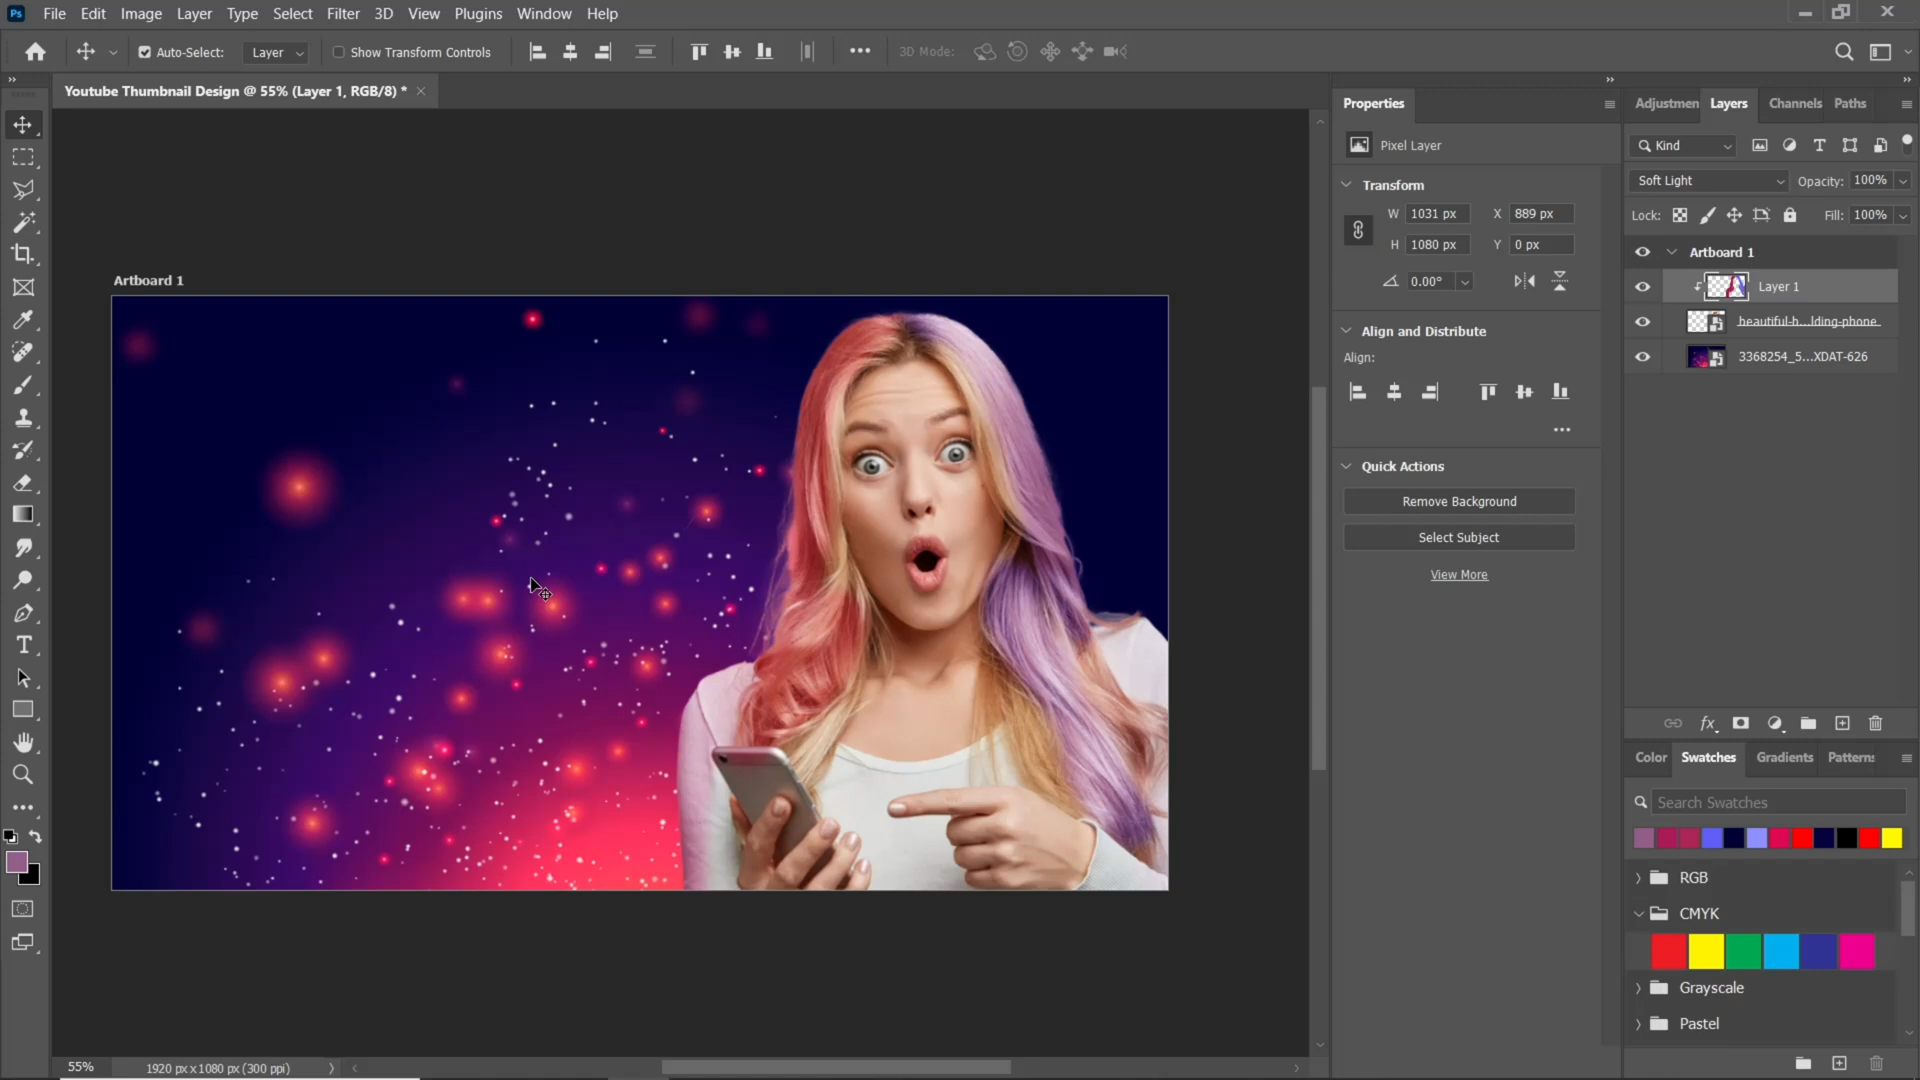 Ps File Edit Image Layer Type Select Filter 3D View Plugins Window Help
Auto-Select: Layer Show Transform Controls 3D Mode:
Youtube Thumbnail Design @ 55% (Layer 1, RGB/8) *
Artboard 1
55% 1920 px x 1080 px (300 ppi)
Properties
Pixel Layer
Transform
W 1031 px X 889 px
H 1080 px Y 0 px
0.00°
Align and Distribute
Align:
Quick Actions
Remove Background
Select Subject
View More
Adjustmen Layers Channels Paths
Kind
Soft Light Opacity: 100%
Lock: Fill: 100%
Artboard 1
Layer 1
beautiful-b...lding-phone
3368254_5...XDAT-626
fx
Color Swatches Gradients Patterns
Search Swatches
RGB
CMYK
Grayscale
Pastel